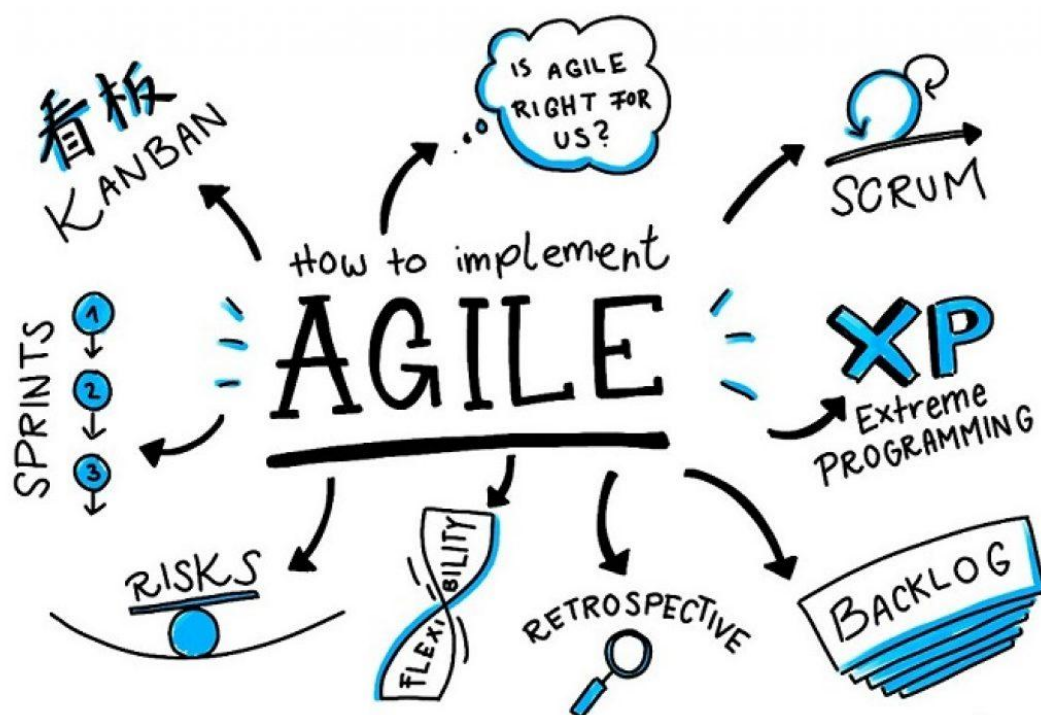 看板
KANBAN
IS AGILE
RIGHT FOR
US?
SCRUM
How to implement
AGILE
SPRINTS
1
2
3
XP
Extreme
PROGRAMMING
RISKS
FLEXIBILITY
RETROSPECTIVE
BACKLOG